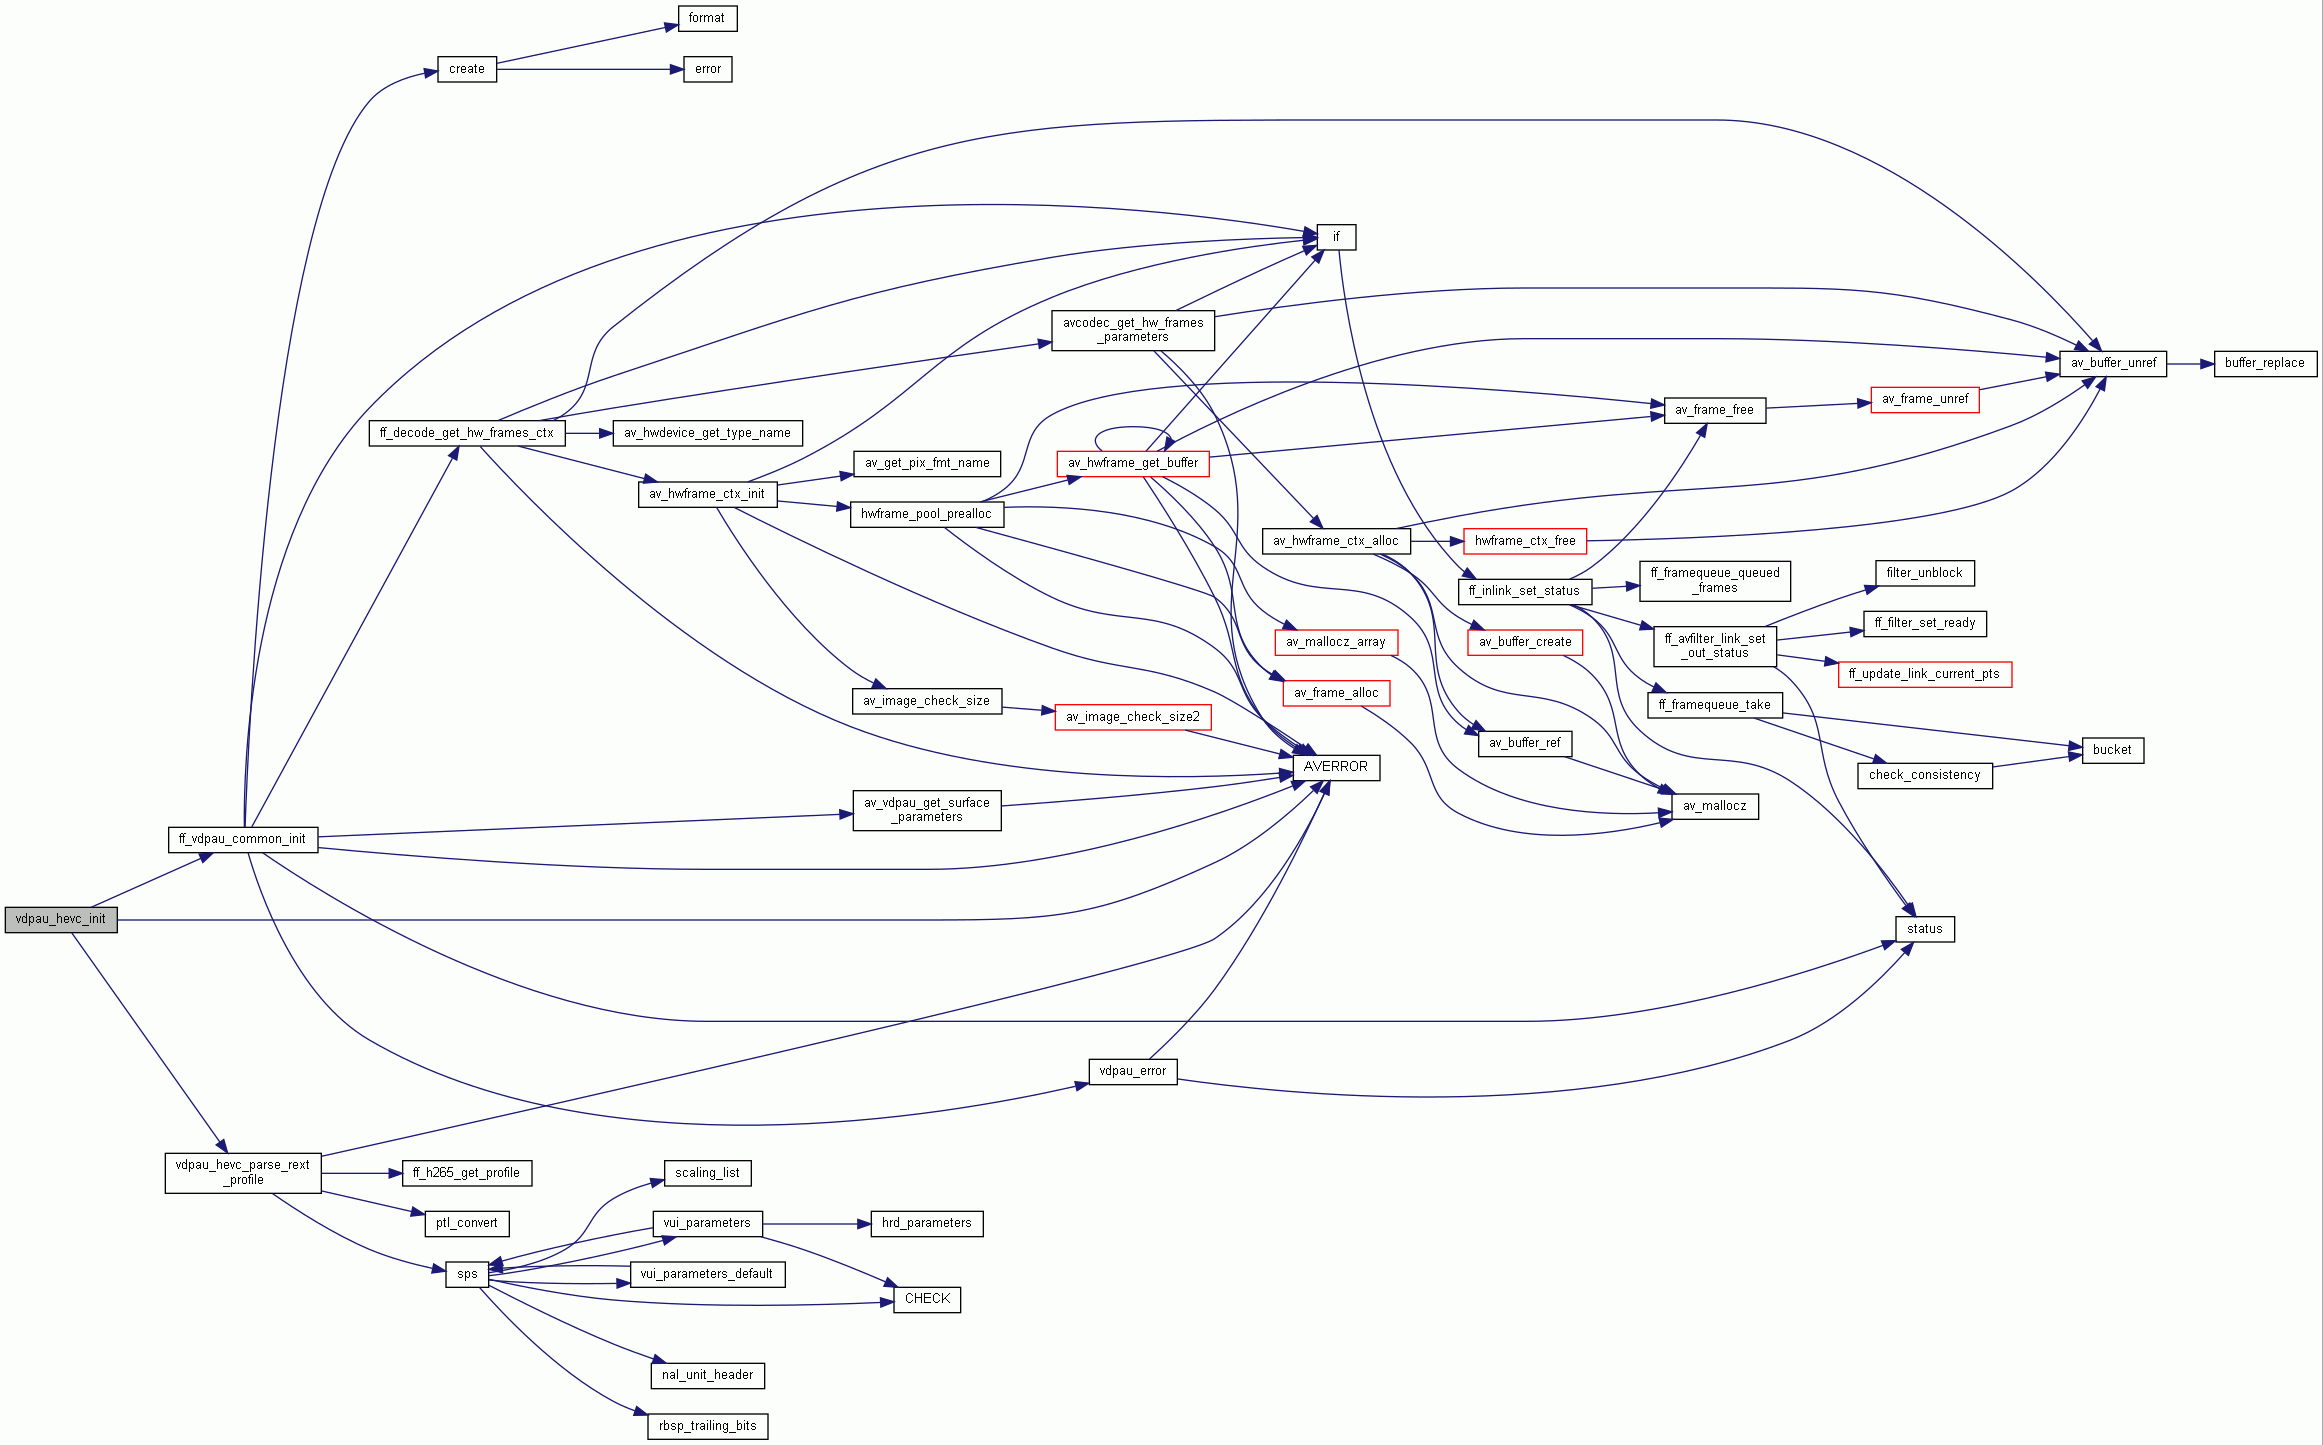 format
create
error
if
avcodec_get_hw_frames
_parameters
av_buffer_unref
buffer_replace
av_frame_unref
av_frame_free
ff_decode_get_hw_frames_ctx
av_hwdevice_get_type_name
av_get_pix_fmt_name
av_hwframe_get_buffer
av_hwframe_ctx_init
hwframe_pool_prealloc
av_hwframe_ctx_alloc
hwframe_ctx_free
ff_inlink_set_status
ff_framequeue_queued
_frames
filter_unblock
ff_filter_set_ready
av_mallocz_array
av_buffer_create
ff_avfilter_link_set
_out_status
ff_update_link_current_pts
av_image_check_size
av_frame_alloc
ff_framequeue_take
av_image_check_size2
av_buffer_ref
bucket
AVERROR
check_consistency
av_vdpau_get_surface
_parameters
av_mallocz
ff_vdpau_common_init
vdpau_hevc_init
status
vdpau_error
vdpau_hevc_parse_rext
_profile
ff_h265_get_profile
scaling_list
ptl_convert
vui_parameters
hrd_parameters
sps
vui_parameters_default
CHECK
nal_unit_header
rbsp_trailing_bits